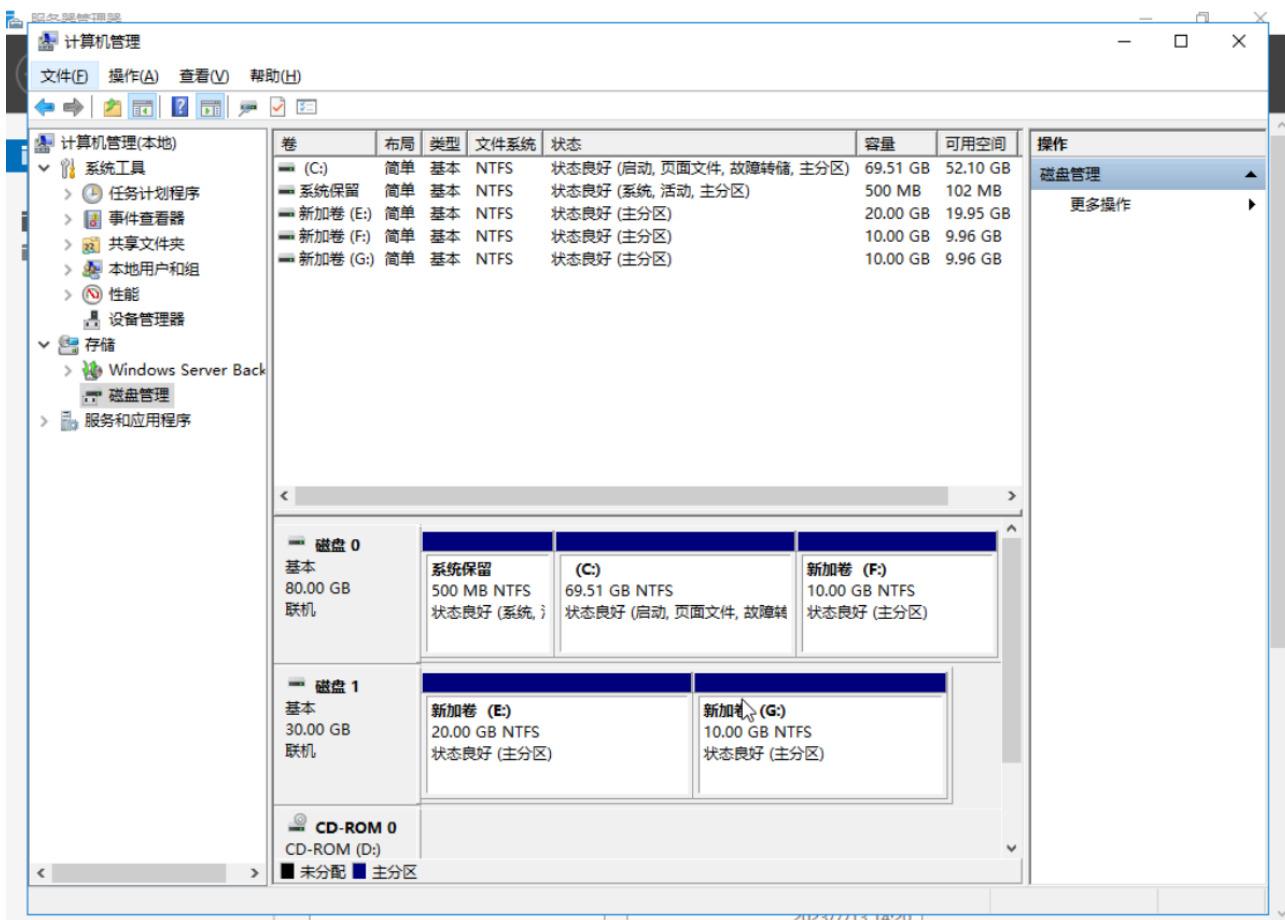 服务器管理器
计算机管理
文件(F) 操作(A) 查看(V) 帮助(H)
计算机管理(本地)
系统工具
任务计划程序
事件查看器
共享文件夹
本地用户和组
性能
设备管理器
存储
Windows Server Back
磁盘管理
服务和应用程序
卷 布局 类型 文件系统 状态 容量 可用空间
(C:) 简单 基本 NTFS 状态良好 (启动, 页面文件, 故障转储, 主分区) 69.51 GB 52.10 GB
系统保留 简单 基本 NTFS 状态良好 (系统, 活动, 主分区) 500 MB 102 MB
新加卷 (E:) 简单 基本 NTFS 状态良好 (主分区) 20.00 GB 19.95 GB
新加卷 (F:) 简单 基本 NTFS 状态良好 (主分区) 10.00 GB 9.96 GB
新加卷 (G:) 简单 基本 NTFS 状态良好 (主分区) 10.00 GB 9.96 GB
操作
磁盘管理
更多操作
磁盘 0
基本
80.00 GB
联机
系统保留
500 MB NTFS
状态良好 (系统,
(C:)
69.51 GB NTFS
状态良好 (启动, 页面文件, 故障转
新加卷 (F:)
10.00 GB NTFS
状态良好 (主分区)
磁盘 1
基本
30.00 GB
联机
新加卷 (E:)
20.00 GB NTFS
状态良好 (主分区)
新加卷 (G:)
10.00 GB NTFS
状态良好 (主分区)
CD-ROM 0
CD-ROM (D:)
未分配 主分区
2023/7/13 14:20